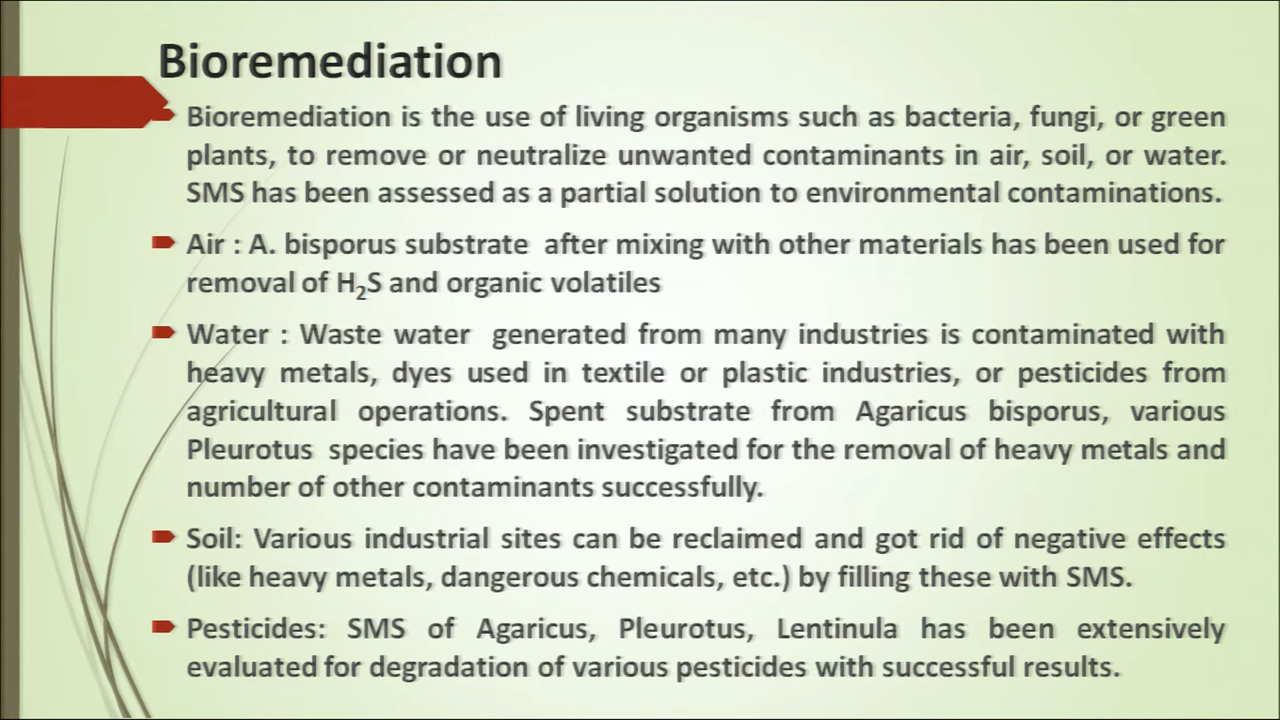 Bioremediation
Bioremediation is the use of living organisms such as bacteria, fungi, or green
plants, to remove or neutralize unwanted contaminants in air, soil, or water.
SMS has been assessed as a partial solution to environmental contaminations.
Air : A. bisporus substrate after mixing with other materials has been used for
removal of H₂S and organic volatiles
Water : Waste water generated from many industries is contaminated with
heavy metals, dyes used in textile or plastic industries, or pesticides from
agricultural operations. Spent substrate from Agaricus bisporus, various
Pleurotus species have been investigated for the removal of heavy metals and
number of other contaminants successfully.
Soil: Various industrial sites can be reclaimed and got rid of negative effects
(like heavy metals, dangerous chemicals, etc.) by filling these with SMS.
Pesticides: SMS of Agaricus, Pleurotus, Lentinula has been extensively
evaluated for degradation of various pesticides with successful results.